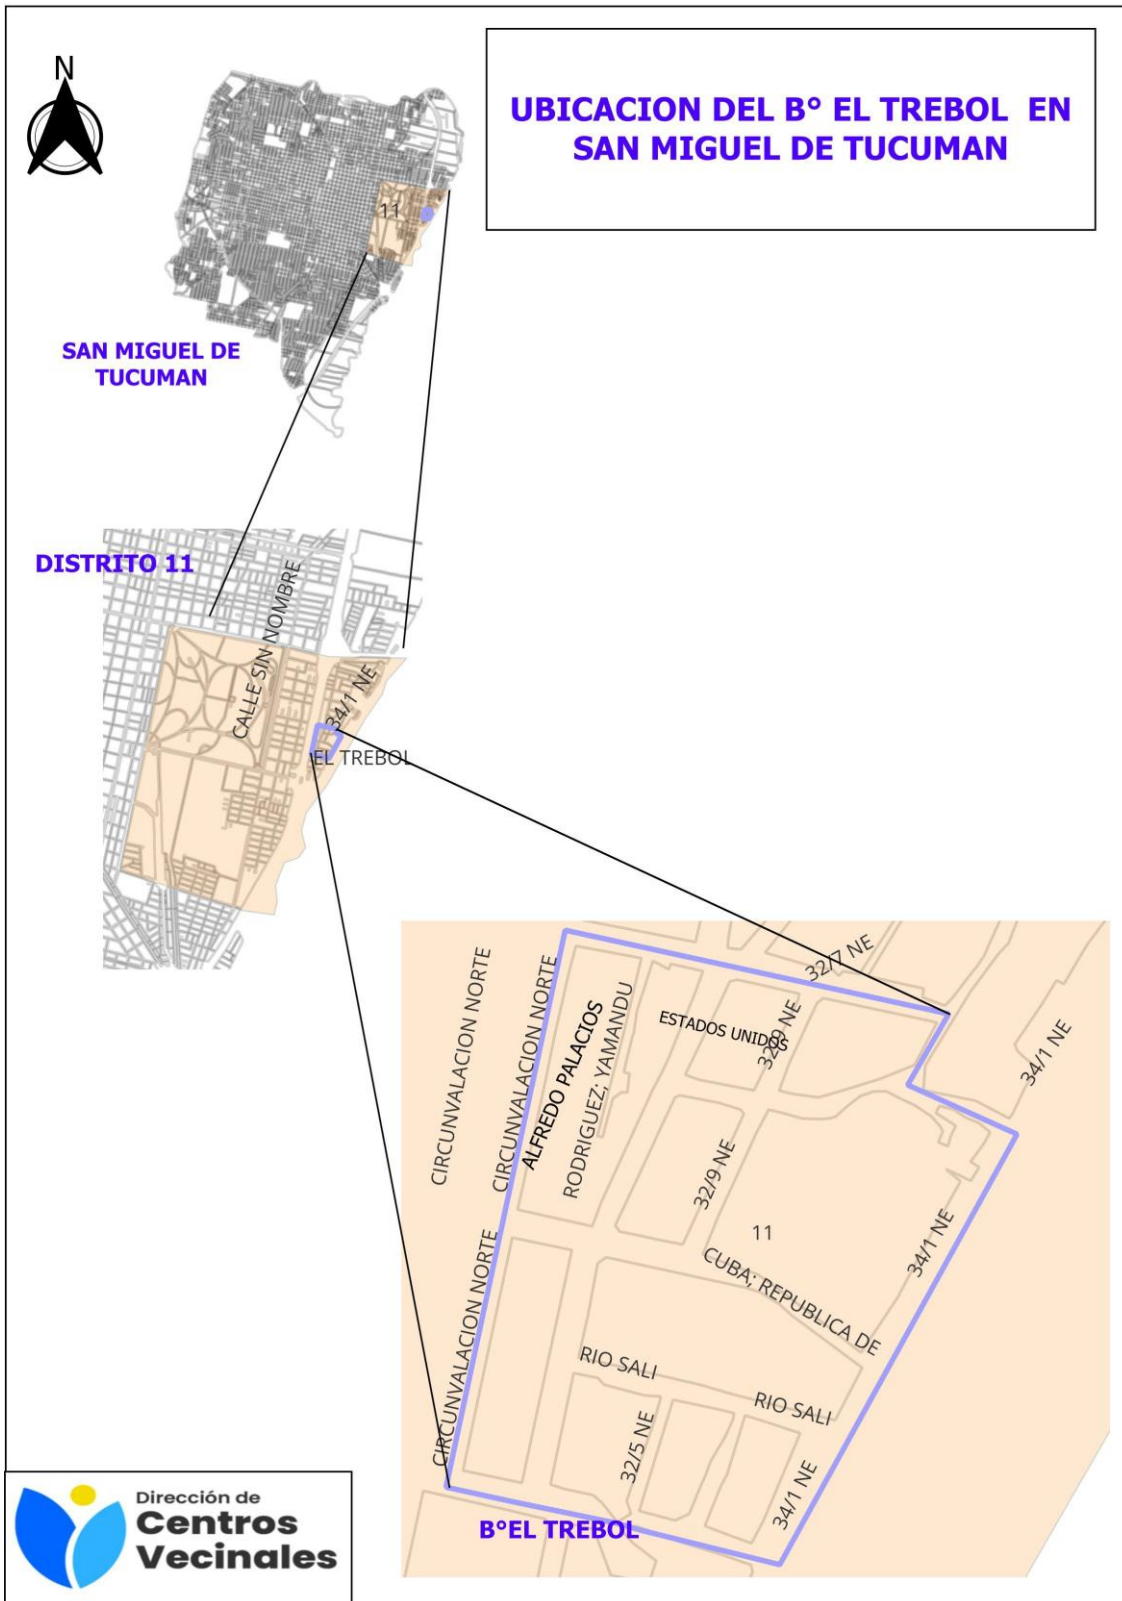 N
UBICACION DEL B° EL TREBOL EN
SAN MIGUEL DE TUCUMAN
11
SAN MIGUEL DE
TUCUMAN
DISTRITO 11
CALLE SIN NOMBRE
34/1 NE
EL TREBOL
32/7 NE
CIRCUNVALACION NORTE
CIRCUNVALACION NORTE
ALFREDO PALACIOS
RODRIGUEZ; YAMANDU
ESTADOS UNIDOS
32/9 NE
34/1 NE
32/9 NE
11
34/1 NE
CUBA; REPUBLICA DE
CIRCUNVALACION NORTE
RIO SALI
RIO SALI
32/5 NE
34/1 NE
B°EL TREBOL
Dirección de
Centros
Vecinales